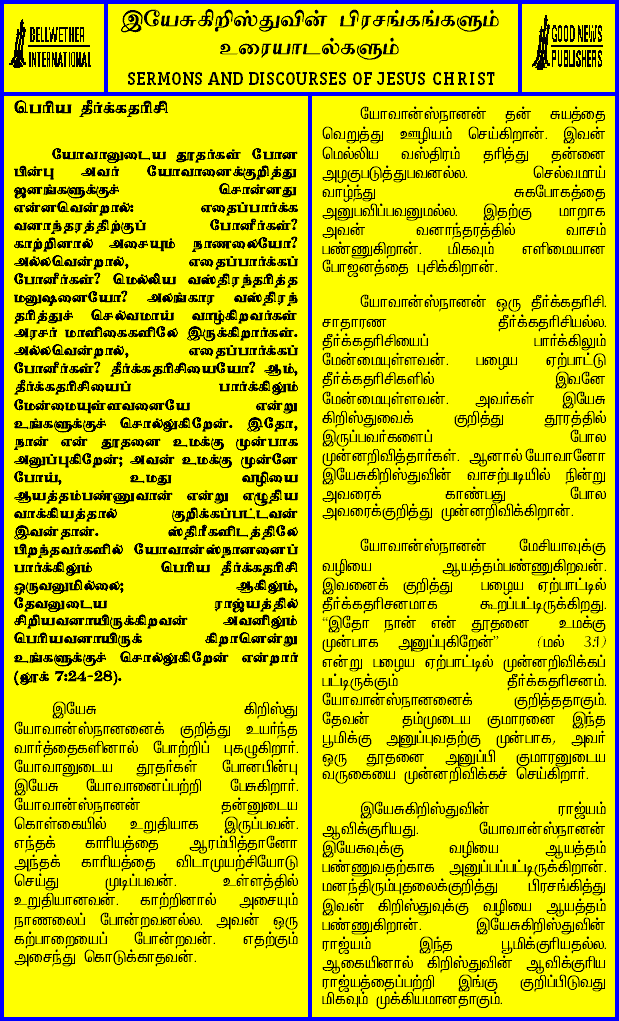 BELLWETHER
INTERNATIONAL
இயேசுகிறிஸ்துவின் பிரசங்கங்களும்
உரையாடல்களும்
SERMONS AND DISCOURSES OF JESUS CHRIST
GOOD NEWS
PUBLISHERS
பெரிய தீர்க்கதரிசி
யோவானுடைய தூதர்கள் போன
பின்பு அவர் யோவானைக்குறித்து
ஜனங்களுக்குச் சொன்னது
என்னவென்றால்: எதைப்பார்க்க
வனாந்தரத்திற்குப் போனீர்கள்?
காற்றினால் அசையும் நாணலையோ?
அல்லவென்றால், எதைப்பார்க்கப்
போனீர்கள்? மெல்லிய வஸ்திரந்தரித்த
மனுஷனையோ? அலங்கார வஸ்திரந்
தரித்துச் செல்வமாய் வாழ்கிறவர்கள்
அரசர் மாளிகைகளிலே இருக்கிறார்கள்.
அல்லவென்றால், எதைப்பார்க்கப்
போனீர்கள்? தீர்க்கதரிசியையோ? ஆம்,
தீர்க்கதரிசியைப் பார்க்கிலும்
மேன்மையுள்ளவனையே என்று
உங்களுக்குச் சொல்லுகிறேன். இதோ,
நான் என் தூதனை உமக்கு முன்பாக
அனுப்புகிறேன்; அவன் உமக்கு முன்னே
போய், உமது வழியை
ஆயத்தம்பண்ணுவான் என்று எழுதிய
வாக்கியத்தால் குறிக்கப்பட்டவன்
இவன்தான். ஸ்திரீகளிடத்திலே
பிறந்தவர்களில் யோவான்ஸ்நானனைப்
பார்க்கிலும் பெரிய தீர்க்கதரிசி
ஒருவனுமில்லை; ஆகிலும்,
தேவனுடைய ராஜ்யத்தில்
சிறியவனாயிருக்கிறவன் அவனிலும்
பெரியவனாயிருக் கிறானென்று
உங்களுக்குச் சொல்லுகிறேன் என்றார்
(லூக் 7:24-28).
இயேசு கிறிஸ்து
யோவான்ஸ்நானனைக் குறித்து உயர்ந்த
வார்த்தைகளினால் போற்றிப் புகழுகிறார்.
யோவானுடைய தூதர்கள் போனபின்பு
இயேசு யோவானைப்பற்றி பேசுகிறார்.
யோவான்ஸ்நானன் தன்னுடைய
கொள்கையில் உறுதியாக இருப்பவன்.
எந்தக் காரியத்தை ஆரம்பித்தானோ
அந்தக் காரியத்தை விடாமுயற்சியோடு
செய்து முடிப்பவன். உள்ளத்தில்
உறுதியானவன். காற்றினால் அசையும்
நாணலைப் போன்றவனல்ல. அவன் ஒரு
கற்பாறையைப் போன்றவன். எதற்கும்
அசைந்து கொடுக்காதவன்.
யோவான்ஸ்நானன் தன் சுயத்தை
வெறுத்து ஊழியம் செய்கிறான். இவன்
மெல்லிய வஸ்திரம் தரித்து தன்னை
அழகுபடுத்துபவனல்ல. செல்வமாய்
வாழ்ந்து சுகபோகத்தை
அனுபவிப்பவனுமல்ல. இதற்கு மாறாக
அவன் வனாந்தரத்தில் வாசம்
பண்ணுகிறான். மிகவும் எளிமையான
போஜனத்தை புசிக்கிறான்.
யோவான்ஸ்நானன் ஒரு தீர்க்கதரிசி.
சாதாரண தீர்க்கதரிசியல்ல.
தீர்க்கதரிசியைப் பார்க்கிலும்
மேன்மையுள்ளவன். பழைய ஏற்பாட்டு
தீர்க்கதரிசிகளில் இவனே
மேன்மையுள்ளவன். அவர்கள் இயேசு
கிறிஸ்துவைக் குறித்து தூரத்தில்
இருப்பவர்களைப் போல
முன்னறிவித்தார்கள். ஆனால் யோவானோ
இயேசுகிறிஸ்துவின் வாசற்படியில் நின்று
அவரைக் காண்பது போல
அவரைக்குறித்து முன்னறிவிக்கிறான்.
யோவான்ஸ்நானன் மேசியாவுக்கு
வழியை ஆயத்தம்பண்ணுகிறவன்.
இவனைக் குறித்து பழைய ஏற்பாட்டில்
தீர்க்கதரிசனமாக கூறப்பட்டிருக்கிறது.
“இதோ நான் என் தூதனை உமக்கு
முன்பாக அனுப்புகிறேன்” (மல் 3:1)
என்று பழைய ஏற்பாட்டில் முன்னறிவிக்கப்
பட்டிருக்கும் தீர்க்கதரிசனம்.
யோவான்ஸ்நானனைக் குறித்ததாகும்.
தேவன் தம்முடைய குமாரனை இந்த
பூமிக்கு அனுப்புவதற்கு முன்பாக, அவர்
ஒரு தூதனை அனுப்பி குமாரனுடைய
வருகையை முன்னறிவிக்கச் செய்கிறார்.
இயேசுகிறிஸ்துவின் ராஜ்யம்
ஆவிக்குரியது. யோவான்ஸ்நானன்
இயேசுவுக்கு வழியை ஆயத்தம்
பண்ணுவதற்காக அனுப்பப்பட்டிருக்கிறான்.
மனந்திரும்புதலைக்குறித்து பிரசங்கித்து
இவன் கிறிஸ்துவுக்கு வழியை ஆயத்தம்
பண்ணுகிறான். இயேசுகிறிஸ்துவின்
ராஜ்யம் இந்த பூமிக்குரியதல்ல.
ஆகையினால் கிறிஸ்துவின் ஆவிக்குரிய
ராஜ்யத்தைப்பற்றி இங்கு குறிப்பிடுவது
மிகவும் முக்கியமானதாகும்.